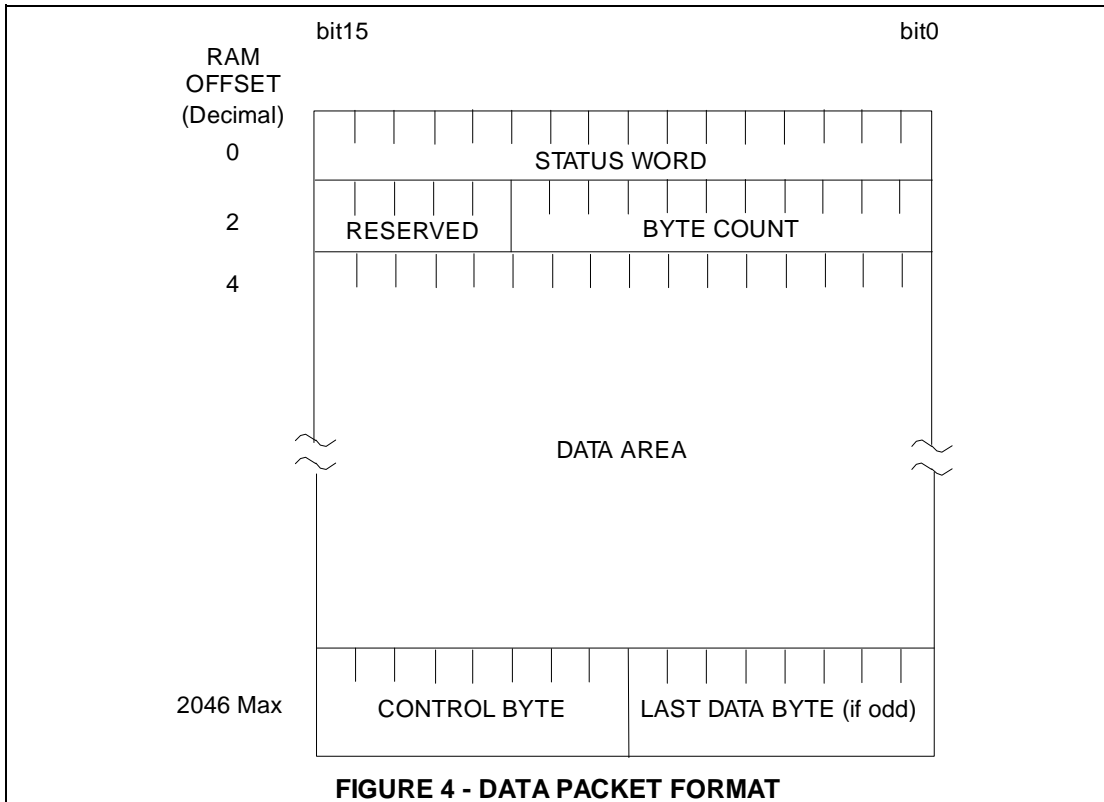 bit15 bit0
RAM
OFFSET
(Decimal)
0
STATUS WORD
2
RESERVED BYTE COUNT
4
DATA AREA
2046 Max CONTROL BYTE LAST DATA BYTE (if odd)
FIGURE 4 - DATA PACKET FORMAT